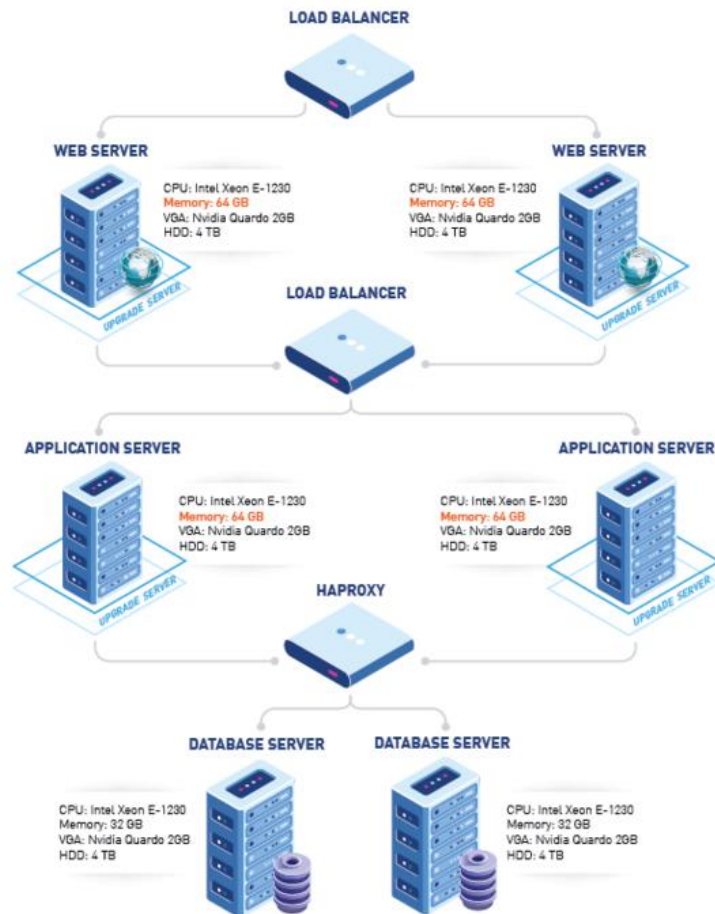 LOAD BALANCER
WEB SERVER
CPU: Intel Xeon E-1230
Memory: 64 GB
VGA: Nvidia Quardo 2GB
HDD: 4 TB
UPGRADE SERVER
WEB SERVER
CPU: Intel Xeon E-1230
Memory: 64 GB
VGA: Nvidia Quardo 2GB
HDD: 4 TB
UPGRADE SERVER
LOAD BALANCER
APPLICATION SERVER
CPU: Intel Xeon E-1230
Memory: 64 GB
VGA: Nvidia Quardo 2GB
HDD: 4 TB
UPGRADE SERVER
APPLICATION SERVER
CPU: Intel Xeon E-1230
Memory: 64 GB
VGA: Nvidia Quardo 2GB
HDD: 4 TB
UPGRADE SERVER
HAPROXY
DATABASE SERVER
CPU: Intel Xeon E-1230
Memory: 32 GB
VGA: Nvidia Quardo 2GB
HDD: 4 TB
DATABASE SERVER
CPU: Intel Xeon E-1230
Memory: 32 GB
VGA: Nvidia Quardo 2GB
HDD: 4 TB